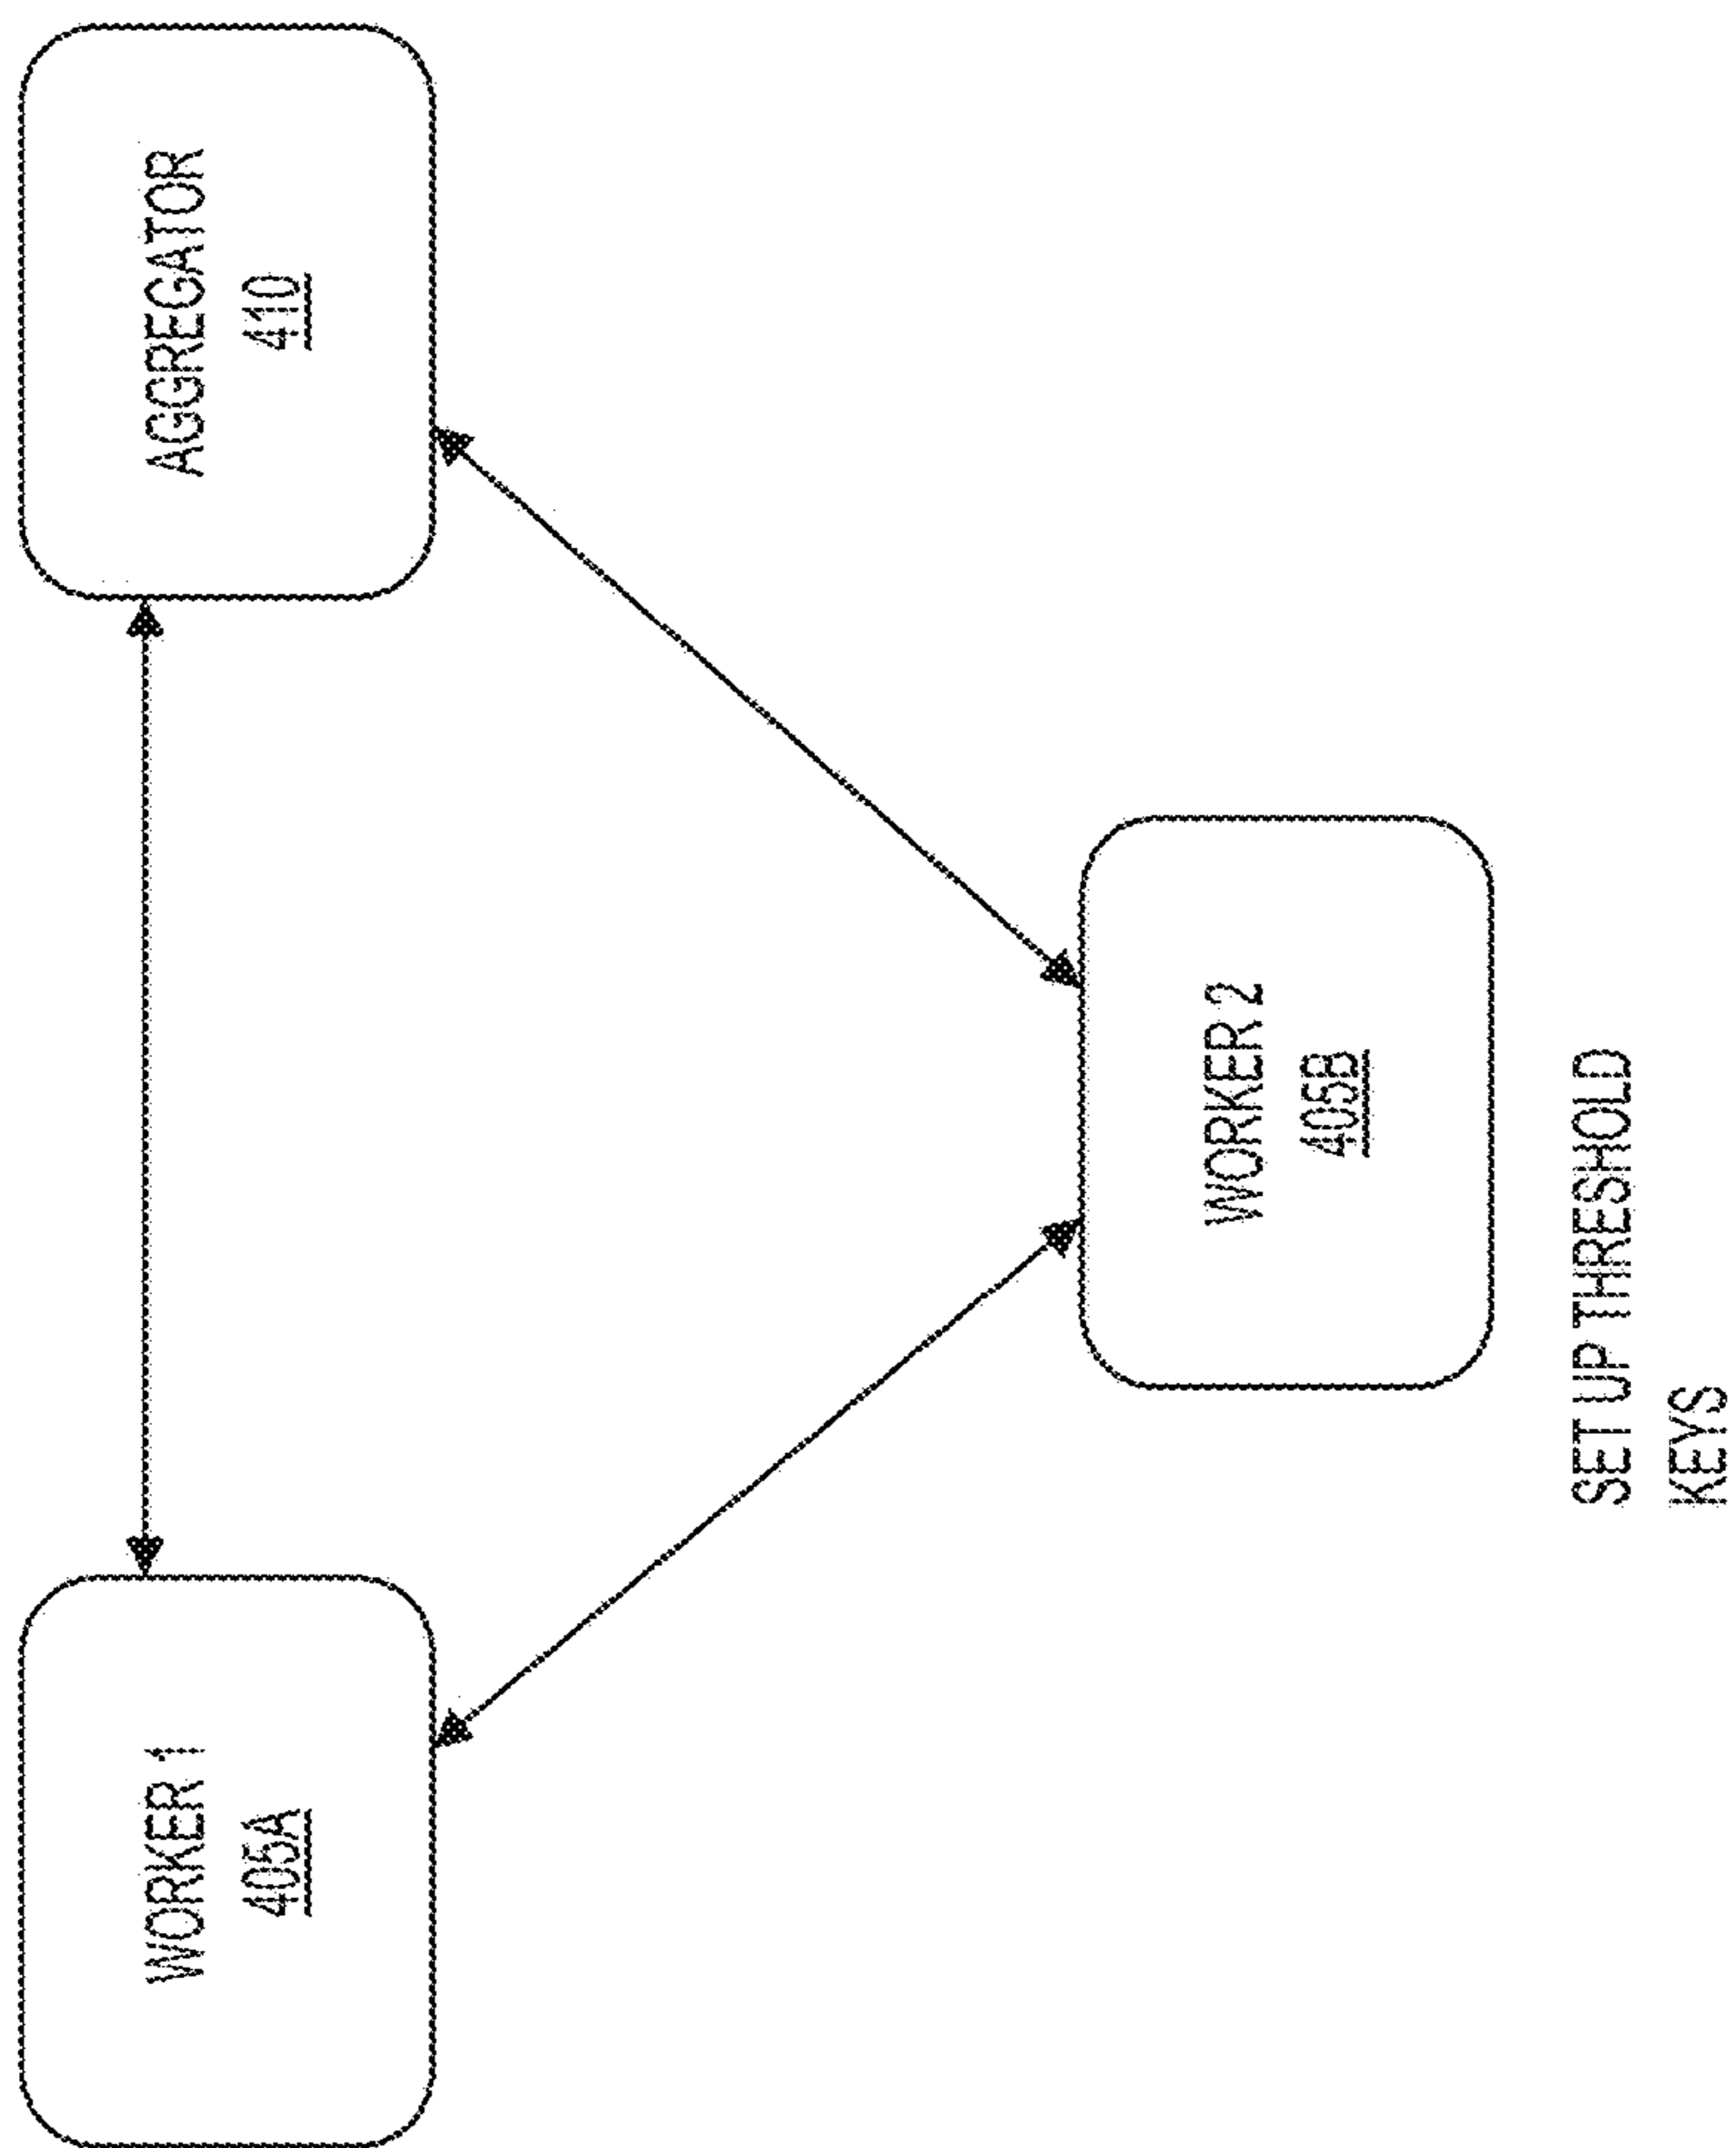 WORKER 1
405A
AGGREGATOR
410
WORKER 2
405B
SET UP THRESHOLD
KEYS